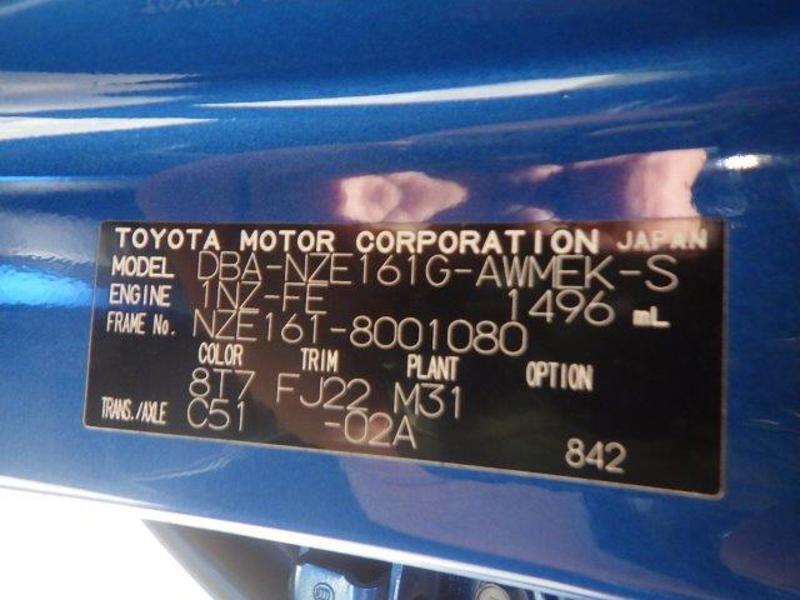 TOYOTA MOTOR CORPORATION JAPAN
MODEL DBA-NZE161G-AWMEK-S
ENGINE 1NZ-FE 1496 mL
FRAME No. NZE161-8001080
COLOR TRIM PLANT OPTION
8T7 FJ22 M31
TRANS./AXLE C51 -02A
842